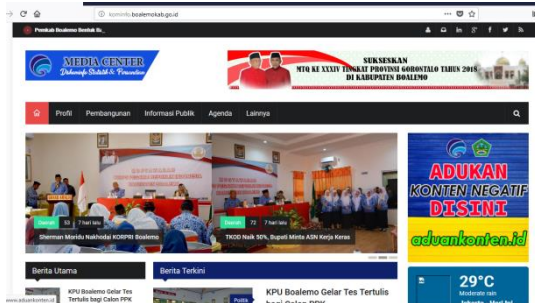 kominfo.boalemokab.go.id
Pemkab Boalemo Bentuk Bu_
MEDIA CENTER
SUKSESKAN
MTQ KE XXXIV TINGKAT PROVINSI GORONTALO TAHUN 2018
DI KABUPATEN BOALEMO
Profil Pembangunan Informasi Publik Agenda Lainnya
Daerah 53 7 hari lalu
Sherman Moridu Nakhodai KORPRI Boalemo
Daerah 72 7 hari lalu
TKOD Naik 50%, Bupati Minta ASN Kerja Keras
ADUKAN
KONTEN NEGATIF
DISINI
aduankonten.id
Berita Utama
Berita Terkini
KPU Boalemo Gelar Tes
Tertulis bagi Calon PPK
Politik
KPU Boalemo Gelar Tes Tertulis
bagi Calon PPK
29°C
Moderate rain
www.aduankonten.id